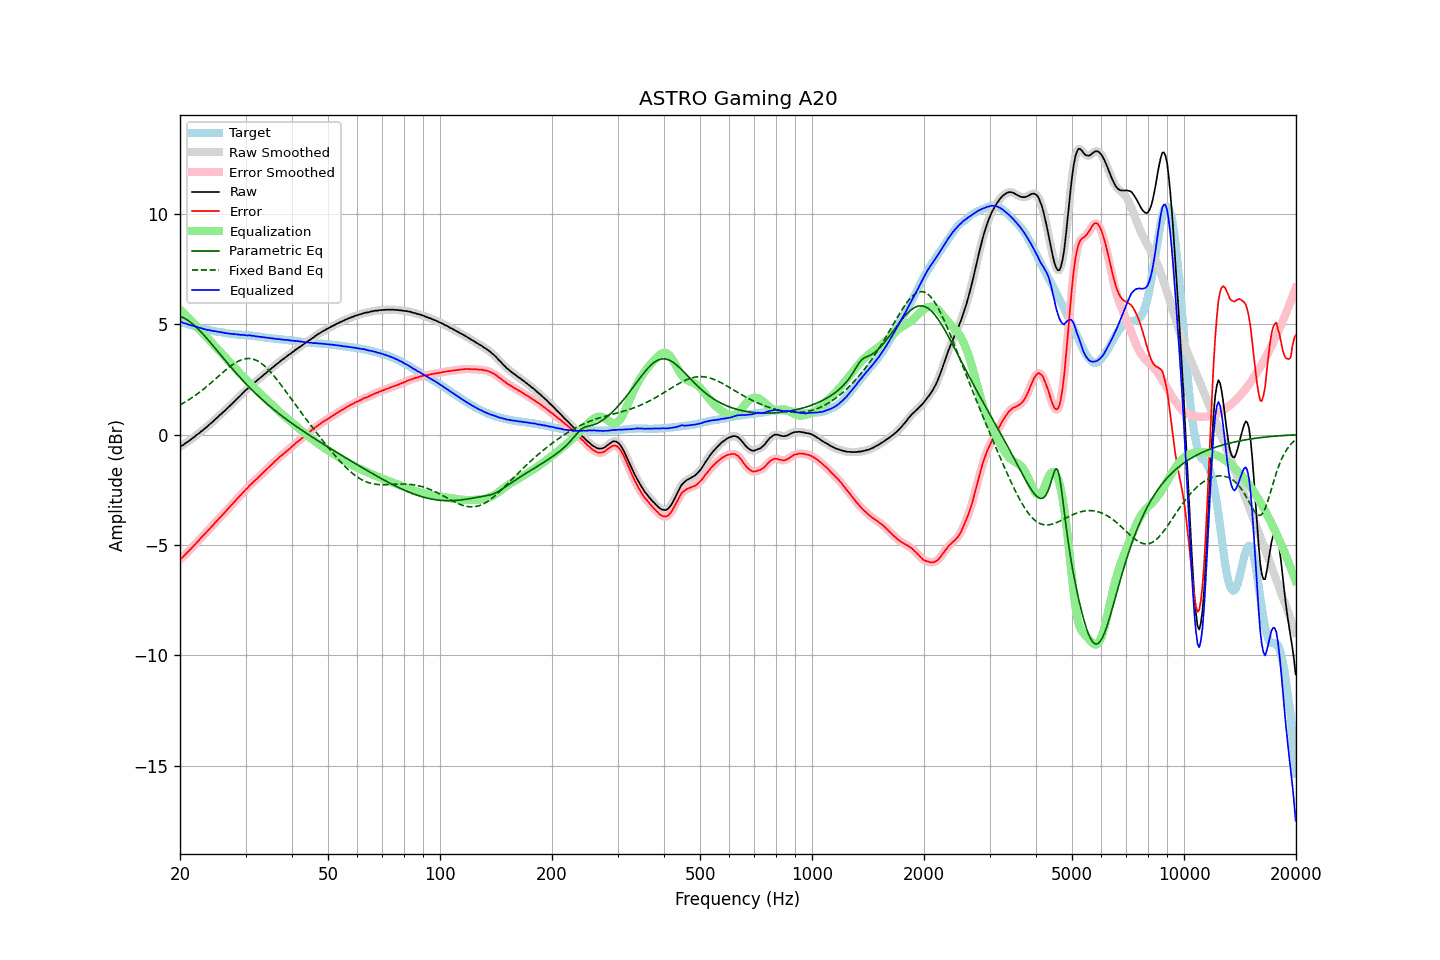 ASTRO Gaming A20
Target
Raw Smoothed
Error Smoothed
Raw
Error
Equalization
Parametric Eq
Fixed Band Eq
Equalized
Amplitude (dBr)
10
5
0
−5
−10
−15
20 50 100 200 500 1000 2000 5000 10000 20000
Frequency (Hz)